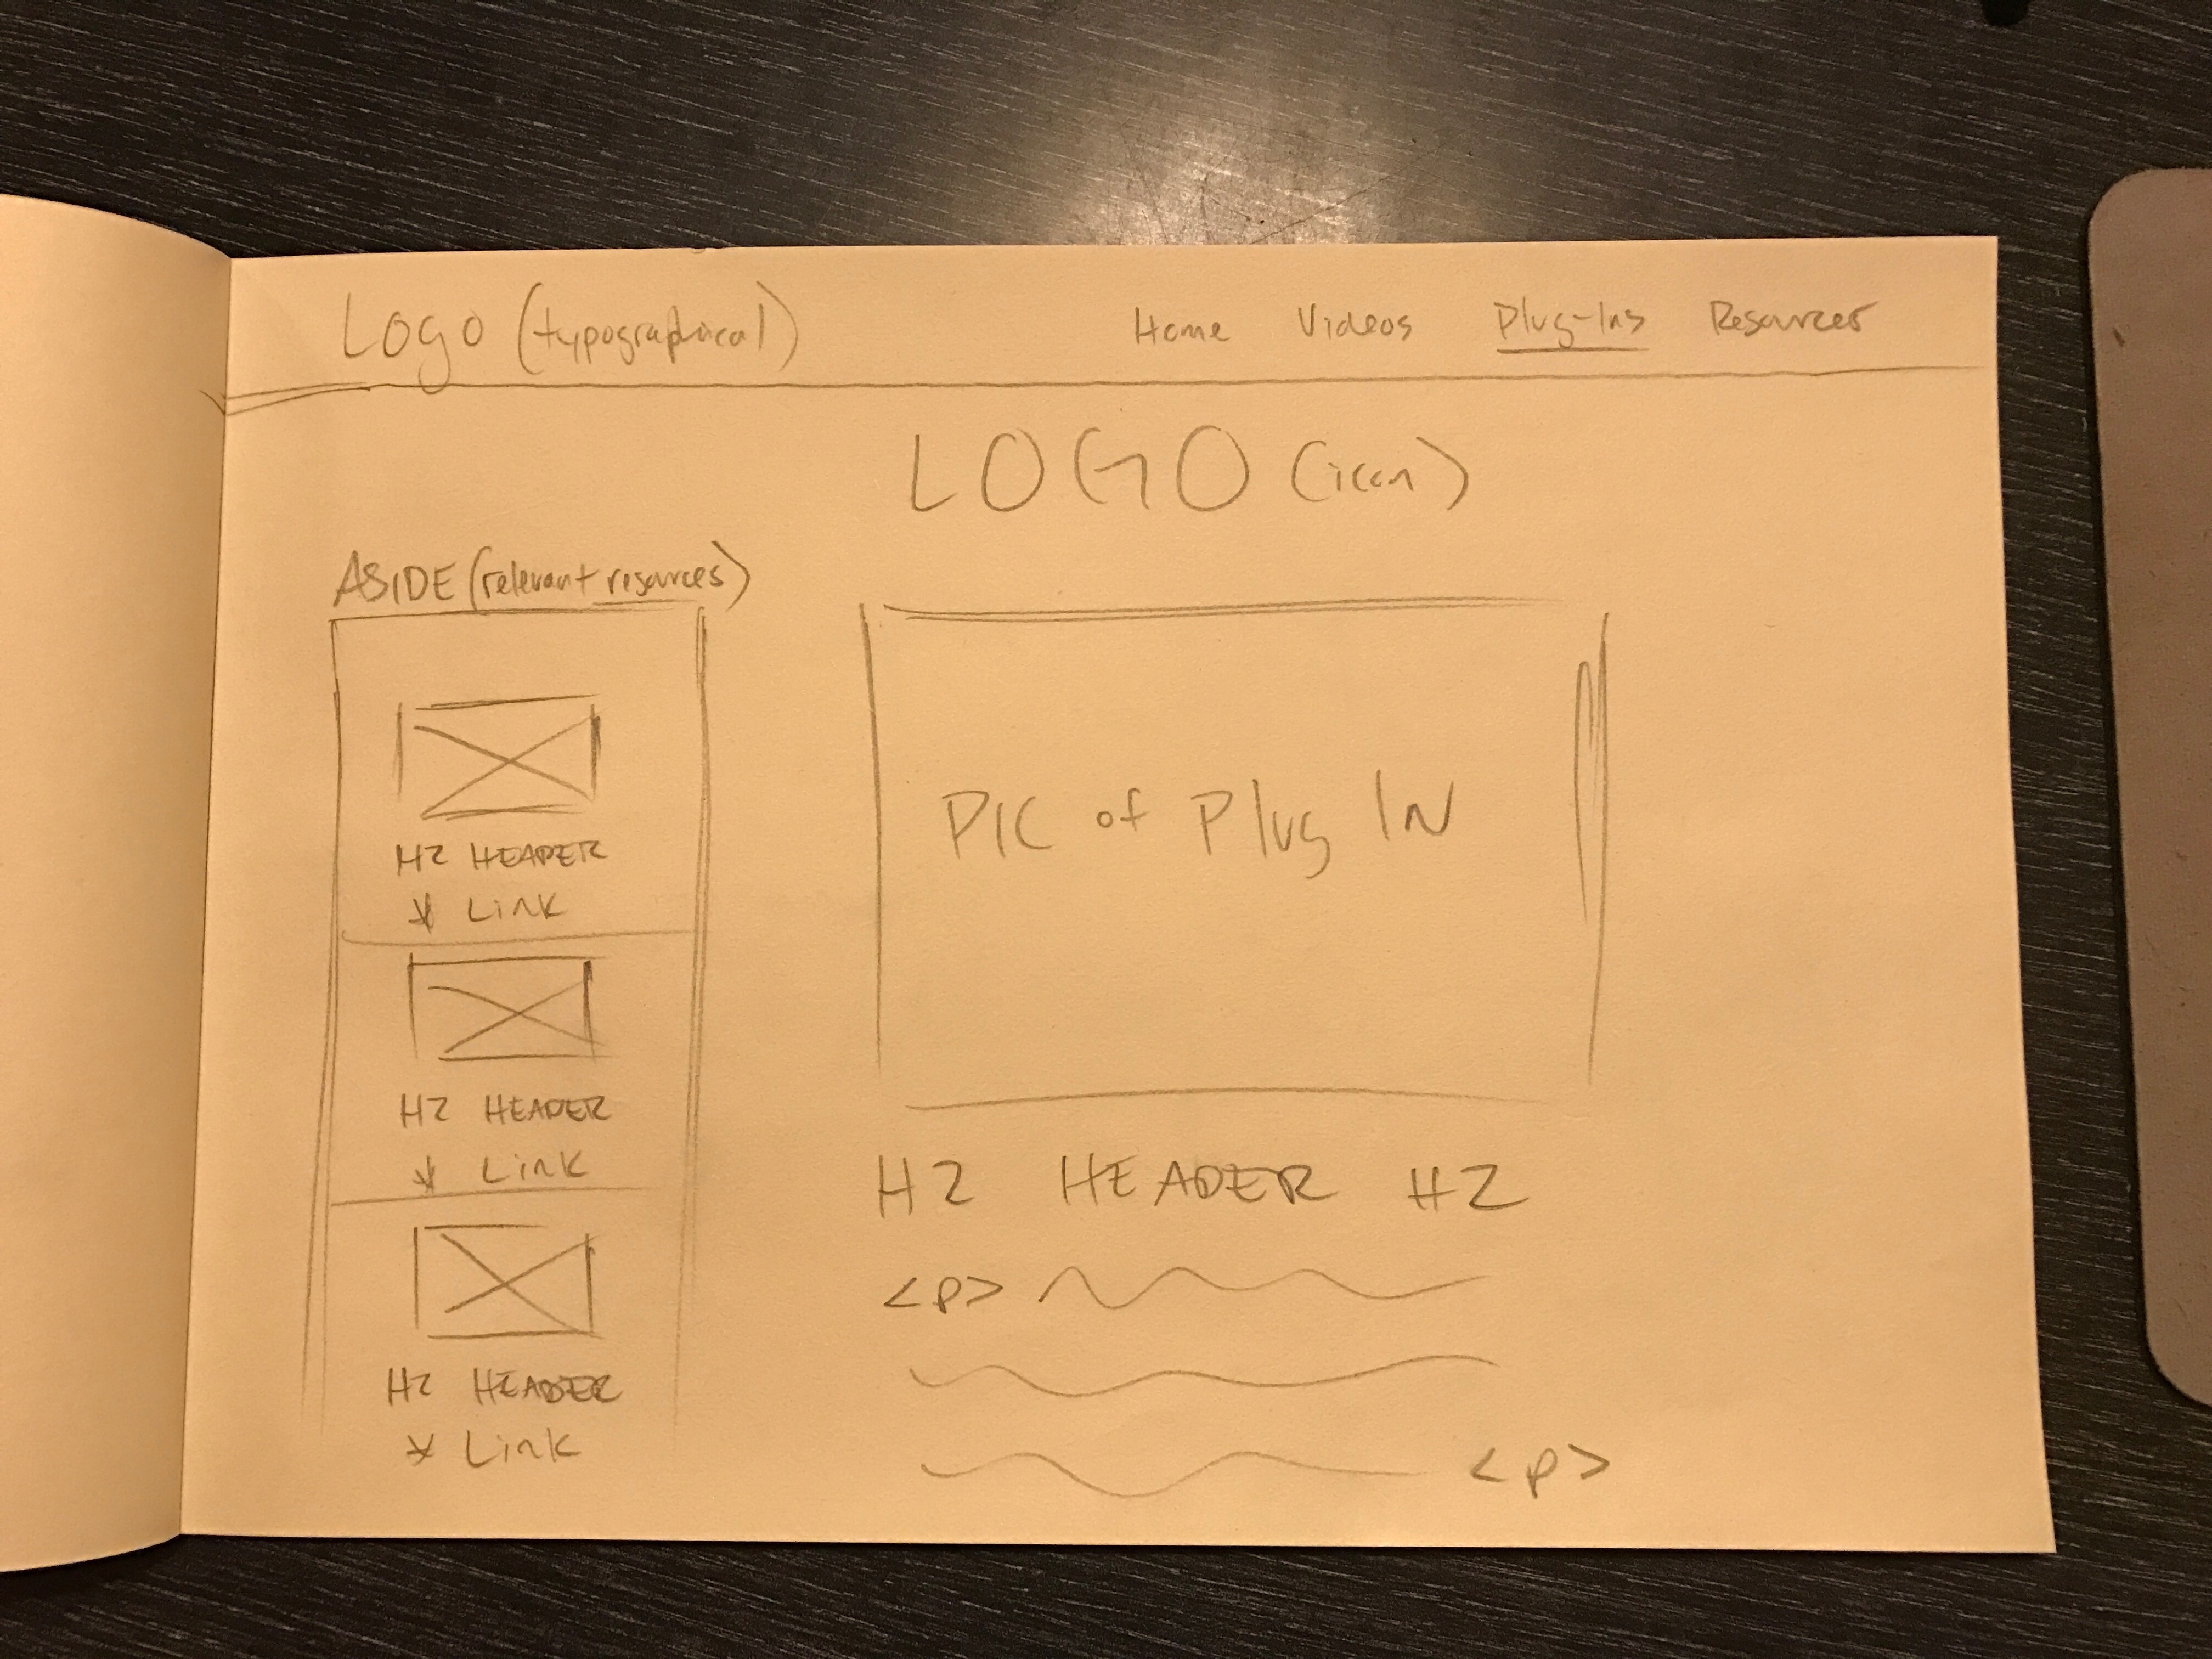 Logo (typographical) Home Videos Plug-Ins Resources
LOGO (icon)
ASIDE (relevant resources)
H2 HEADER
Link
H2 HEADER
Link
H2 HEADER
Link
PIC of Plug IN
H2 HEADER H2
<p>
<p>